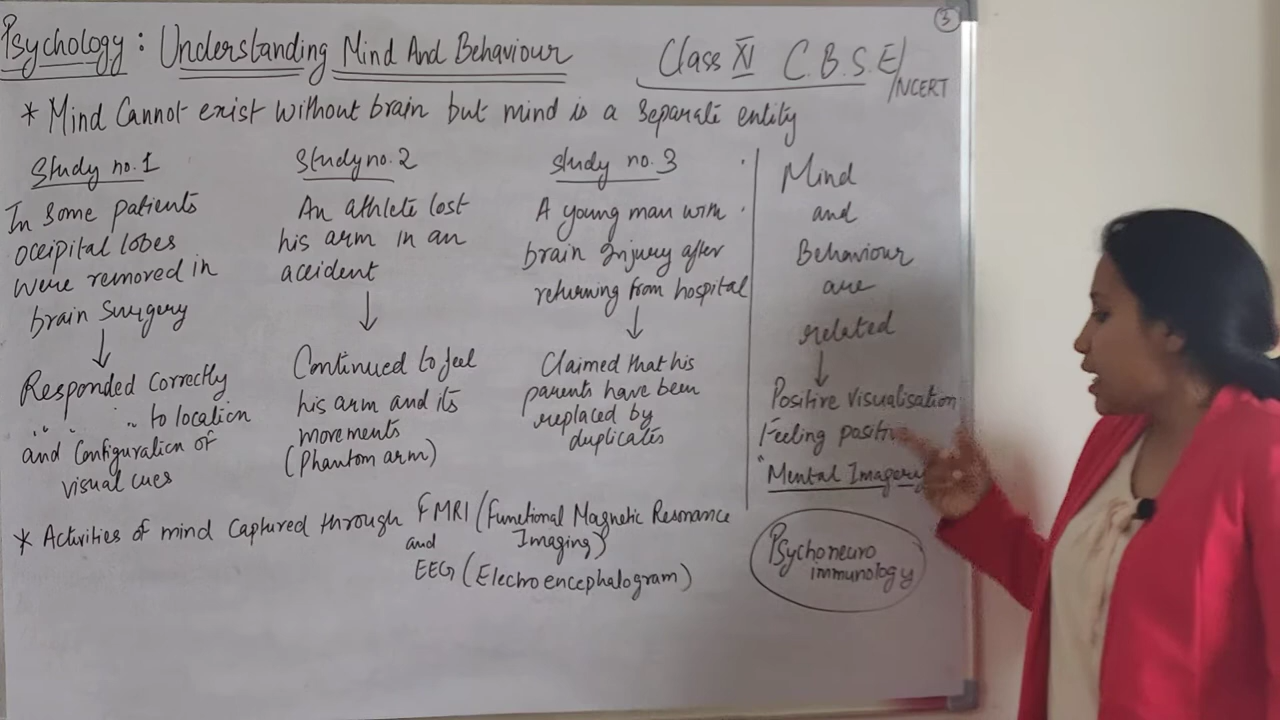 3
Psychology : Understanding Mind And Behaviour
Class XI C.B.S.E/NCERT
* Mind Cannot exist without brain but mind is a separate entity
Study no. 1
In some patients
occipital lobes
were removed in
brain surgery
↓
Responded correctly
" " " to location
and Configuration of
visual cues
Study no. 2
An athlete lost
his arm in an
accident
↓
Continued to feel
his arm and its
movements
(Phantom arm)
Study no. 3
A young man with
brain Injury after
returning from hospital
↓
Claimed that his
parents have been
replaced by
duplicates
Mind
and
Behaviour
are
related
↓
Positive Visualisation
Feeling positive
"Mental Imagery
Psychoneuro
immunology
* Activities of mind captured through FMRI (Functional Magnetic Resonance
and Imaging)
EEG (Electroencephalogram)